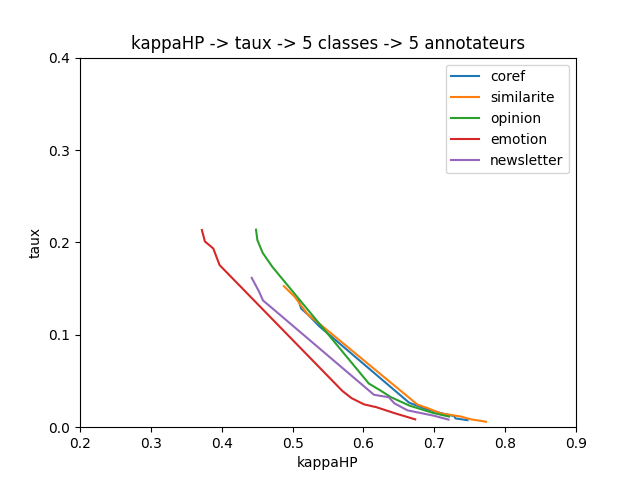 kappaHP -> taux -> 5 classes -> 5 annotateurs
coref
similarite
opinion
emotion
newsletter
taux
0.4
0.3
0.2
0.1
0.0
0.2 0.3 0.4 0.5 0.6 0.7 0.8 0.9
kappaHP